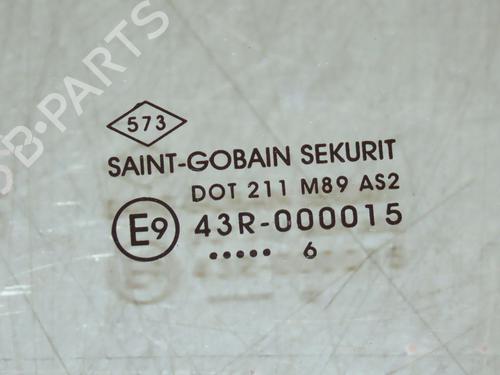 B-PARTS
573
SAINT-GOBAIN SEKURIT
DOT 211 M89 AS2
E9 43R-000015
..... 6